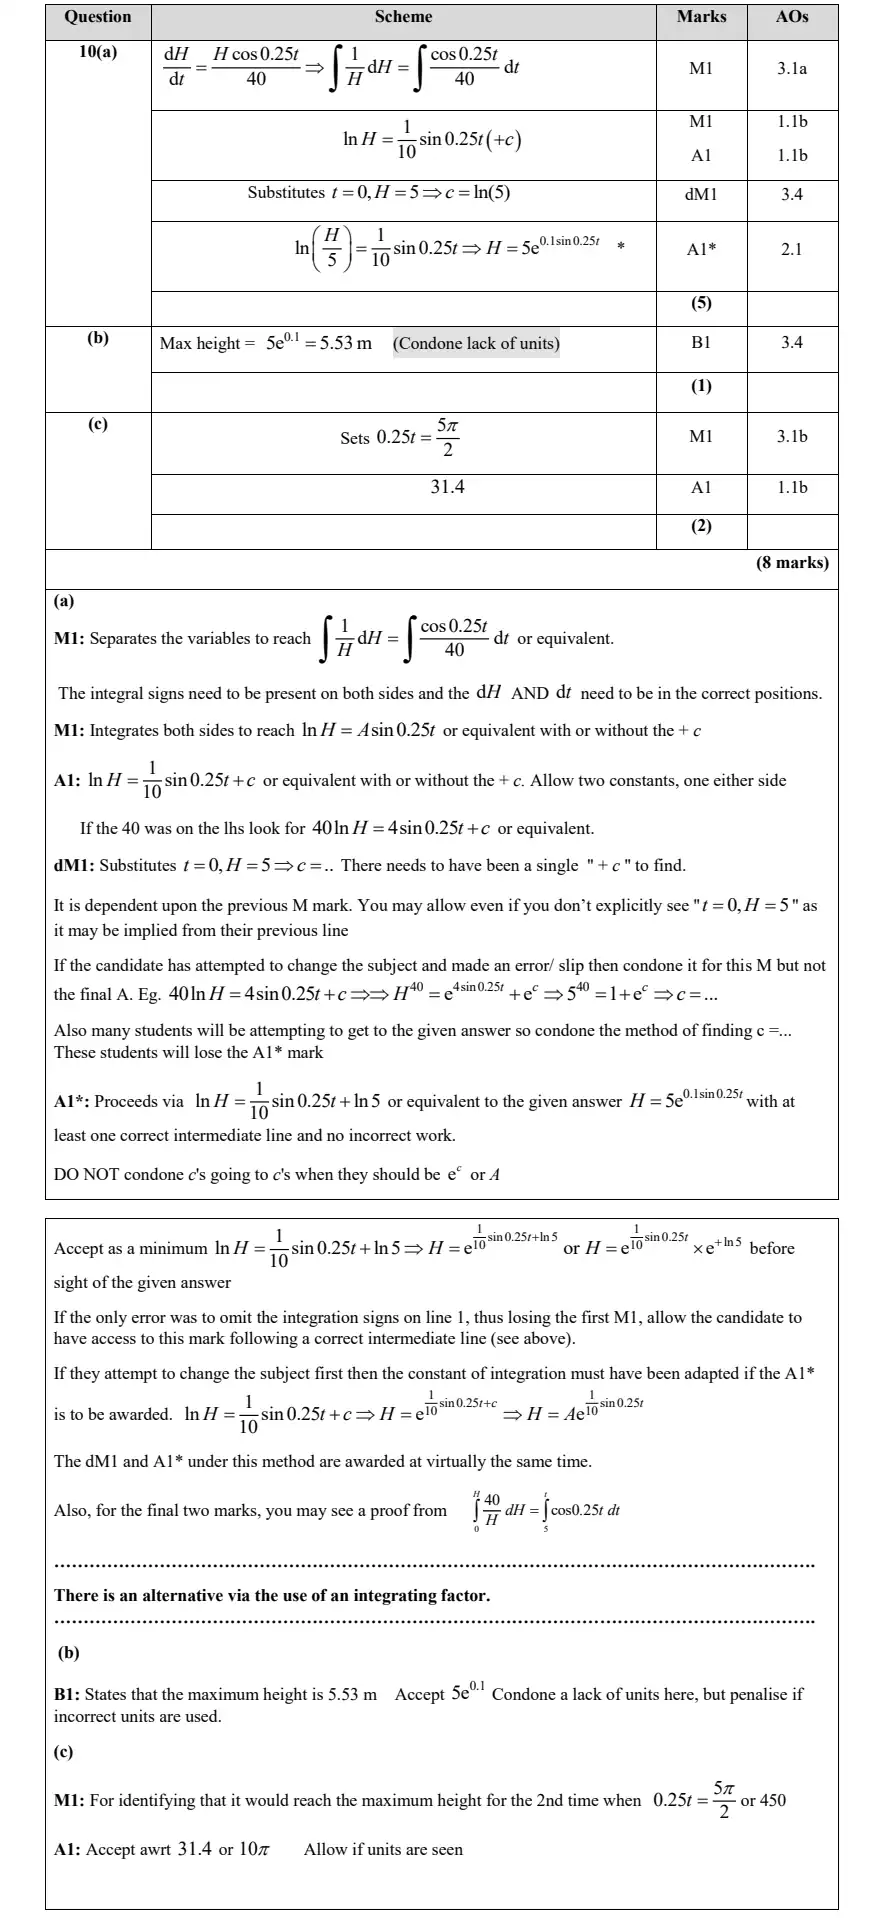 Question Scheme Marks AOs
10(a) dH/dt = H cos 0.25t / 40 ⇒ ∫ 1/H dH = ∫ cos 0.25t / 40 dt M1 3.1a
ln H = 1/10 sin 0.25t (+c) M1 1.1b
A1 1.1b
Substitutes t = 0, H = 5 ⇒ c = ln(5) dM1 3.4
ln(H/5) = 1/10 sin 0.25t ⇒ H = 5e^{0.1 sin 0.25t} * A1* 2.1
(5)
(b) Max height = 5e^{0.1} = 5.53 m (Condone lack of units) B1 3.4
(1)
(c) Sets 0.25t = 5π/2 M1 3.1b
31.4 A1 1.1b
(2)
(8 marks)
(a)
M1: Separates the variables to reach ∫ 1/H dH = ∫ cos 0.25t / 40 dt or equivalent.
The integral signs need to be present on both sides and the dH AND dt need to be in the correct positions.
M1: Integrates both sides to reach ln H = A sin 0.25t or equivalent with or without the + c
A1: ln H = 1/10 sin 0.25t + c or equivalent with or without the + c. Allow two constants, one either side
If the 40 was on the lhs look for 40 ln H = 4 sin 0.25t + c or equivalent.
dM1: Substitutes t = 0, H = 5 ⇒ c = .. There needs to have been a single " + c " to find.
It is dependent upon the previous M mark. You may allow even if you don't explicitly see " t = 0, H = 5 " as
it may be implied from their previous line
If the candidate has attempted to change the subject and made an error/ slip then condone it for this M but not
the final A. Eg. 40 ln H = 4 sin 0.25t + c ⇒⇒ H^{40} = e^{4 sin 0.25t} + e^c ⇒ 5^{40} = 1 + e^c ⇒ c = ...
Also many students will be attempting to get to the given answer so condone the method of finding c =...
These students will lose the A1* mark
A1*: Proceeds via ln H = 1/10 sin 0.25t + ln 5 or equivalent to the given answer H = 5e^{0.1 sin 0.25t} with at
least one correct intermediate line and no incorrect work.
DO NOT condone c's going to c's when they should be e^c or A
Accept as a minimum ln H = 1/10 sin 0.25t + ln 5 ⇒ H = e^{1/10 sin 0.25t + ln 5} or H = e^{1/10 sin 0.25t} × e^{+ ln 5} before
sight of the given answer
If the only error was to omit the integration signs on line 1, thus losing the first M1, allow the candidate to
have access to this mark following a correct intermediate line (see above).
If they attempt to change the subject first then the constant of integration must have been adapted if the A1*
is to be awarded. ln H = 1/10 sin 0.25t + c ⇒ H = e^{1/10 sin 0.25t + c} ⇒ H = Ae^{1/10 sin 0.25t}
The dM1 and A1* under this method are awarded at virtually the same time.
Also, for the final two marks, you may see a proof from ∫_0^H 40/H dH = ∫_5^t cos0.25t dt
There is an alternative via the use of an integrating factor.
(b)
B1: States that the maximum height is 5.53 m Accept 5e^{0.1} Condone a lack of units here, but penalise if
incorrect units are used.
(c)
M1: For identifying that it would reach the maximum height for the 2nd time when 0.25t = 5π/2 or 450
A1: Accept awrt 31.4 or 10π Allow if units are seen